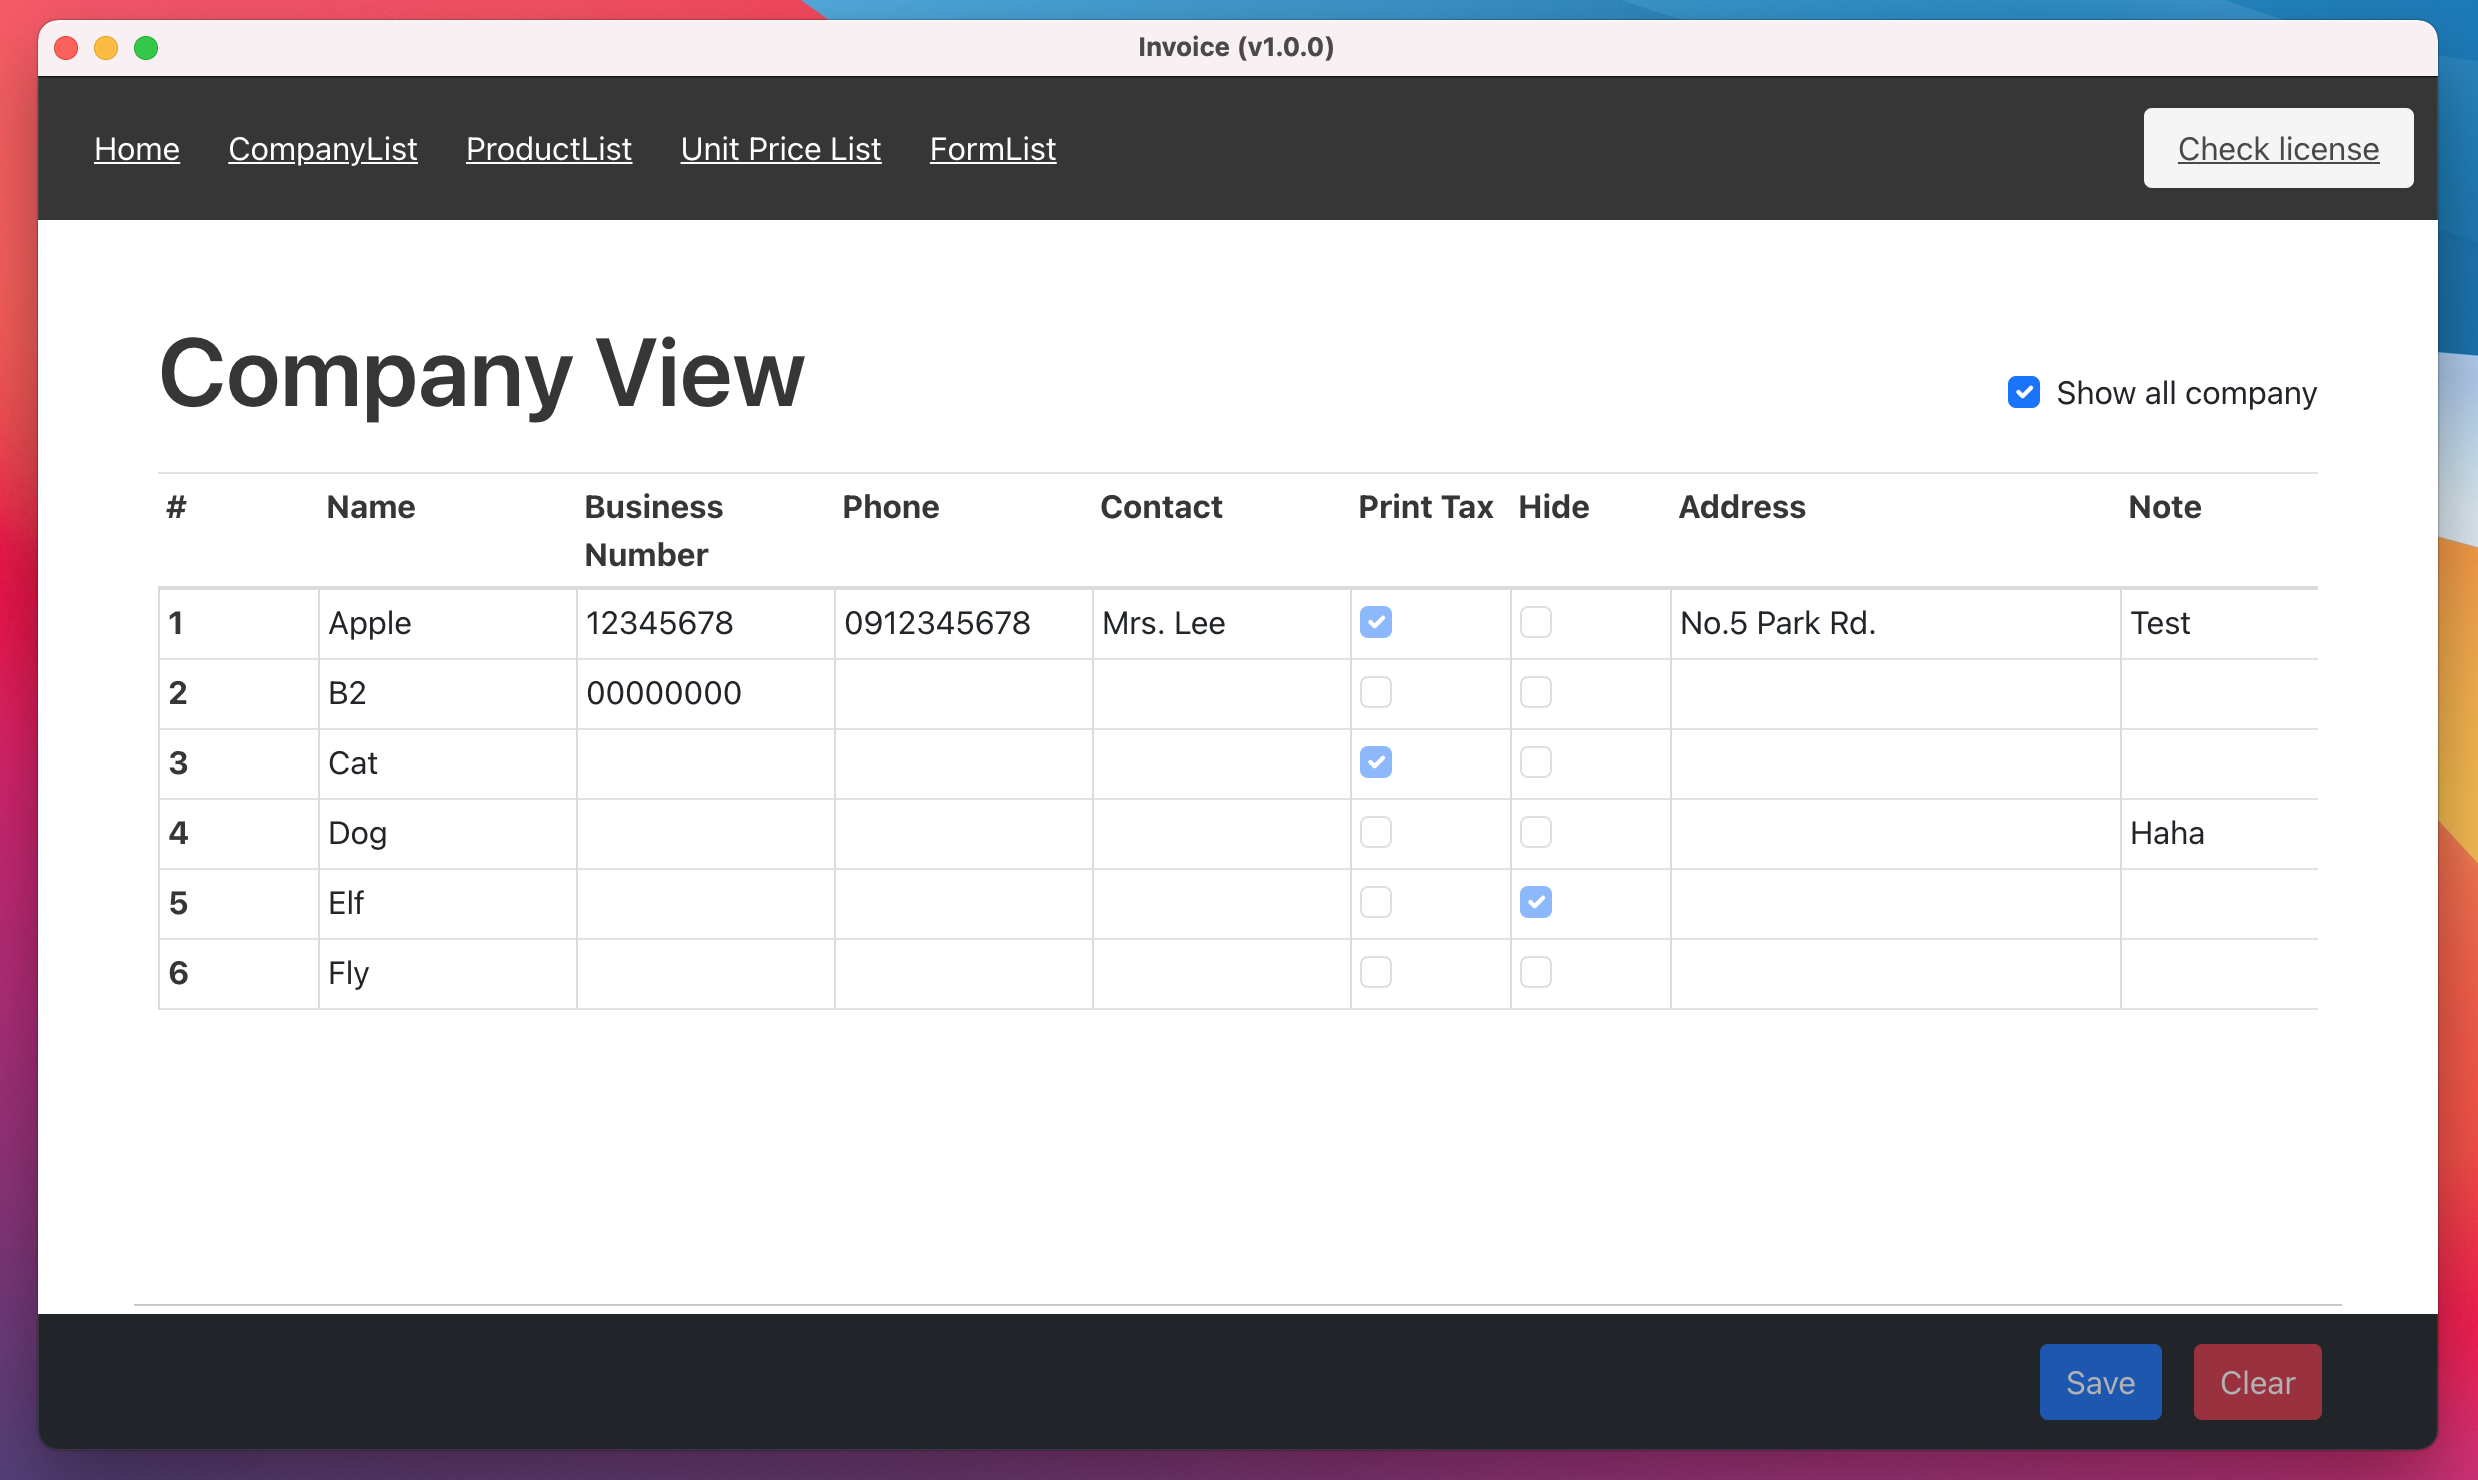 Invoice (v1.0.0)
Home CompanyList ProductList Unit Price List FormList Check license
Company View
Show all company
# Name Business Number Phone Contact Print Tax Hide Address Note
1 Apple 12345678 0912345678 Mrs. Lee No.5 Park Rd. Test
2 B2 00000000
3 Cat
4 Dog Haha
5 Elf
6 Fly
Save Clear